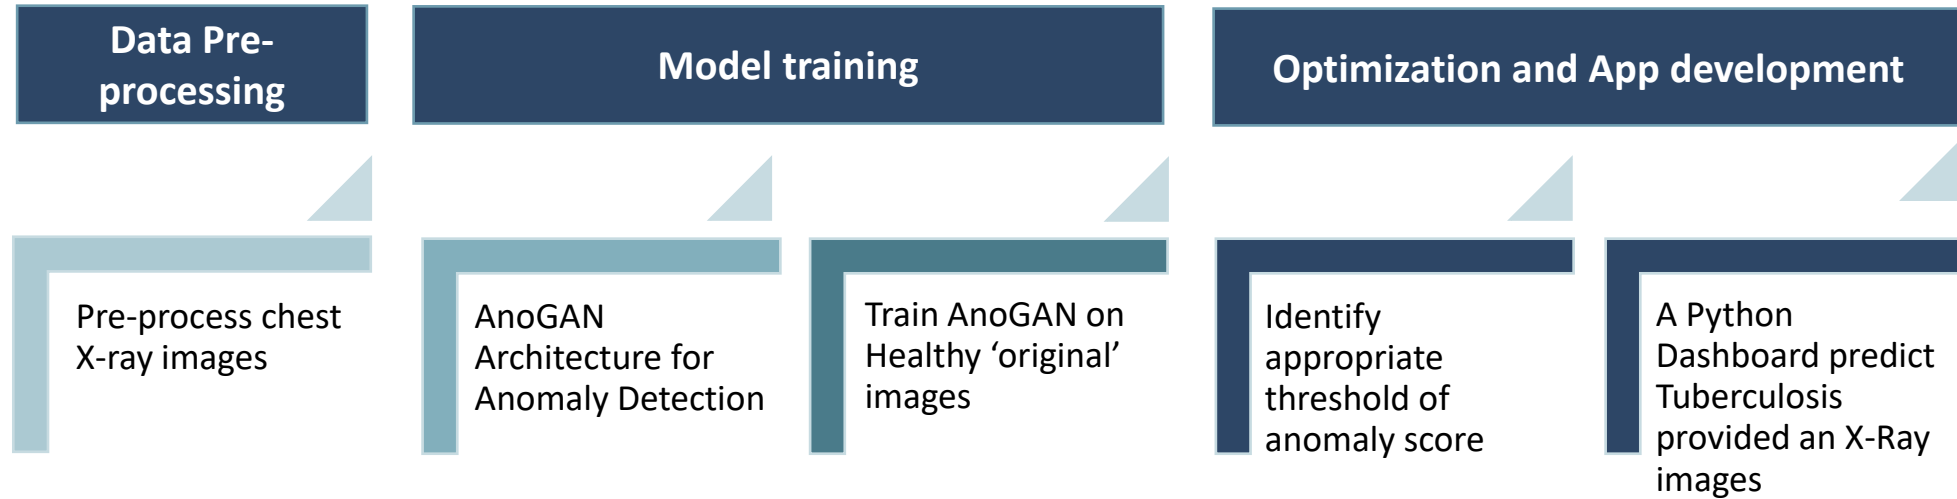 Data Pre-
processing
Model training
Optimization and App development
Pre-process chest
X-ray images
AnoGAN
Architecture for
Anomaly Detection
Train AnoGAN on
Healthy ‘original’
images
Identify
appropriate
threshold of
anomaly score
A Python
Dashboard predict
Tuberculosis
provided an X-Ray
images